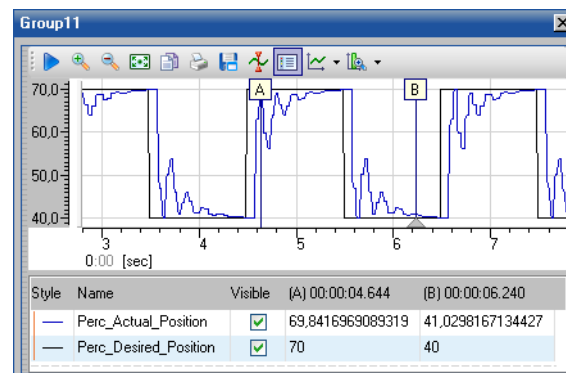 Group11
A B
70,0
60,0
50,0
40,0
3 4 5 6 7
0:00 [sec]
Style Name Visible (A) 00:00:04.644 (B) 00:00:06.240
Perc_Actual_Position 69,8416969089319 41,0298167134427
Perc_Desired_Position 70 40